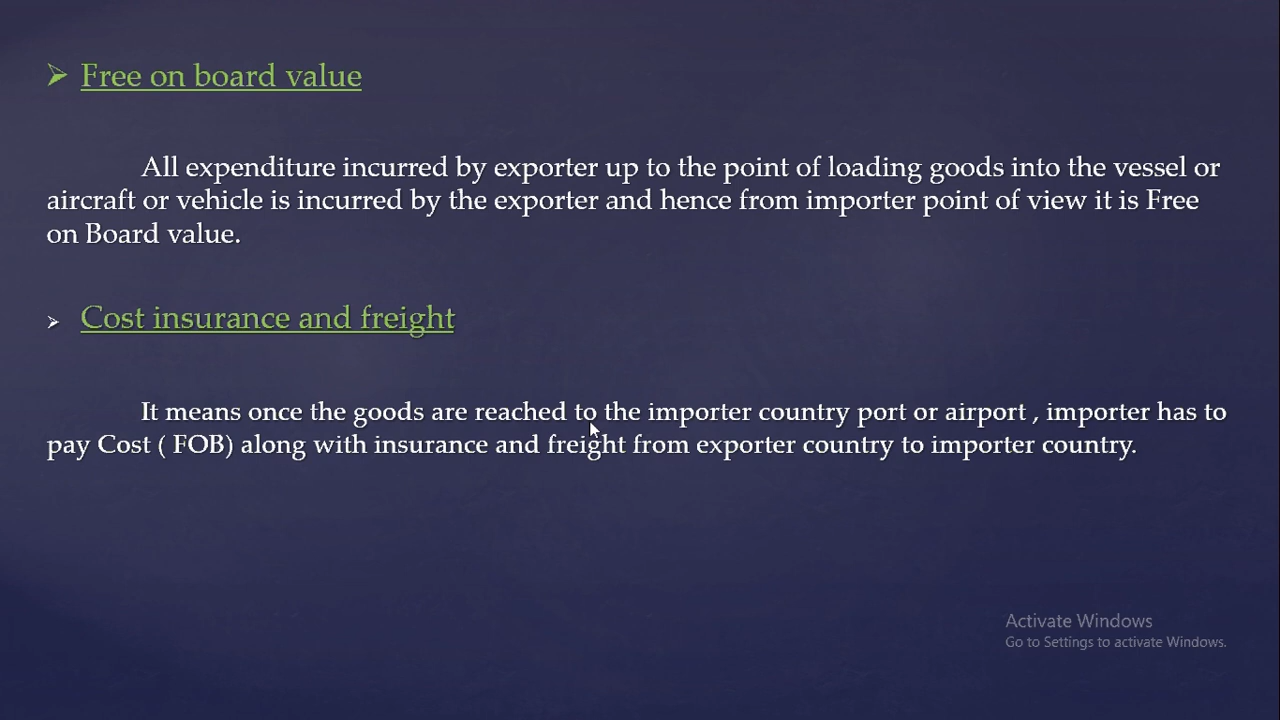 Free on board value
All expenditure incurred by exporter up to the point of loading goods into the vessel or
aircraft or vehicle is incurred by the exporter and hence from importer point of view it is Free
on Board value.
Cost insurance and freight
It means once the goods are reached to the importer country port or airport , importer has to
pay Cost ( FOB) along with insurance and freight from exporter country to importer country.
Activate Windows
Go to Settings to activate Windows.